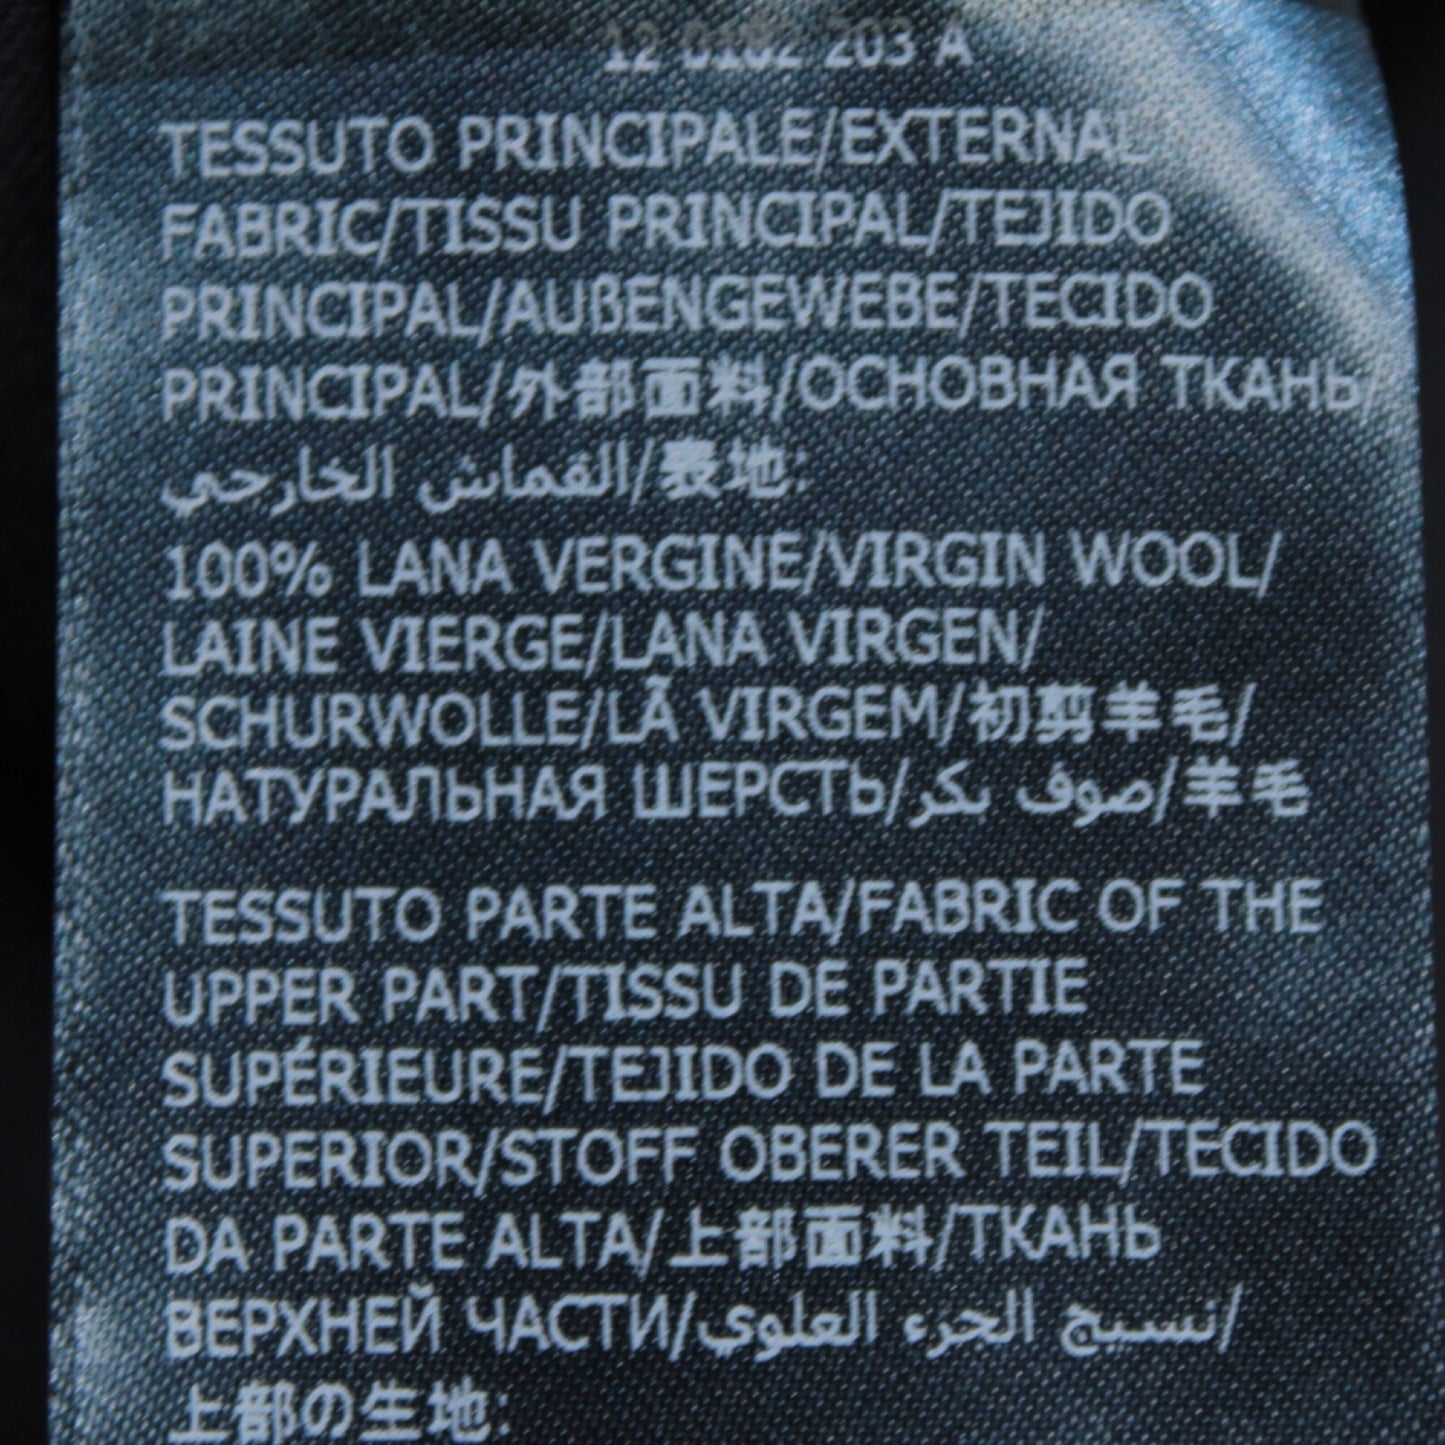 203 A
TESSUTO PRINCIPALE/EXTERNAL
FABRIC/TISSU PRINCIPAL/TEJIDO
PRINCIPAL/AUßENGEWEBE/TECIDO
PRINCIPAL/外部面料/ОСНОВНАЯ ТКАНЬ/
القماش الخارجي/表地:
100% LANA VERGINE/VIRGIN WOOL/
LAINE VIERGE/LANA VIRGEN/
SCHURWOLLE/LÃ VIRGEM/初剪羊毛/
НАТУРАЛЬНАЯ ШЕРСТЬ/صوف بكر/羊毛
TESSUTO PARTE ALTA/FABRIC OF THE
UPPER PART/TISSU DE PARTIE
SUPÉRIEURE/TEJIDO DE LA PARTE
SUPERIOR/STOFF OBERER TEIL/TECIDO
DA PARTE ALTA/上部面料/ТКАНЬ
ВЕРХНЕЙ ЧАСТИ/نسيج الجزء العلوي/
上部の生地: